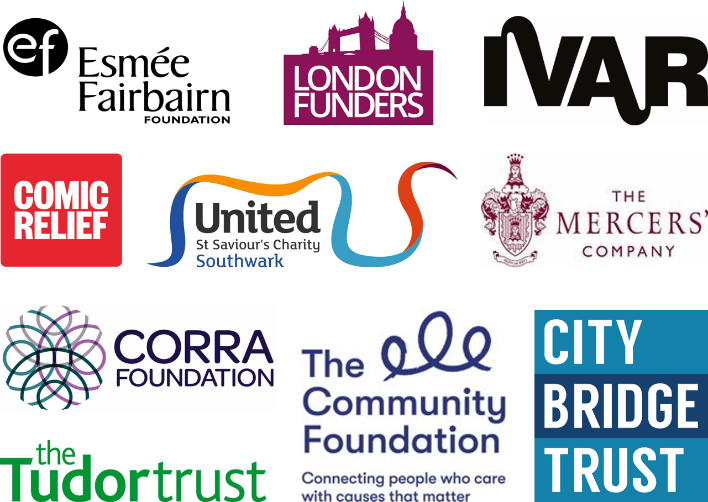 ef
Esmée
Fairbairn
FOUNDATION
LONDON
FUNDERS
IVAR
COMIC
RELIEF
United
St Saviour's Charity
Southwark
THE
MERCERS'
COMPANY
CORRA
FOUNDATION
The
Community
Foundation
Connecting people who care
with causes that matter
CITY
BRIDGE
TRUST
the
Tudortrust